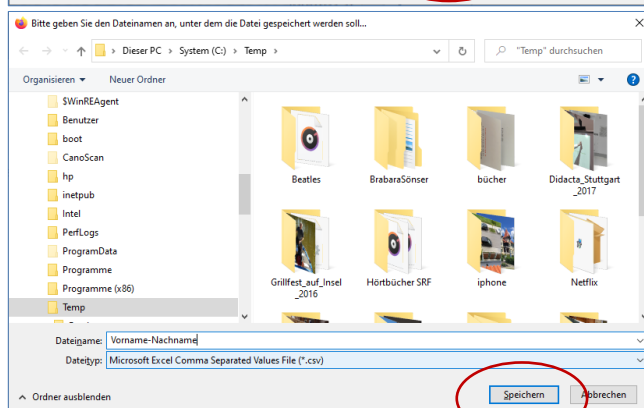 Bitte geben Sie den Dateinamen an, unter dem die Datei gespeichert werden soll...
Dieser PC > System (C:) > Temp >
"Temp" durchsuchen
Organisieren
Neuer Ordner
$WinREAgent
Benutzer
boot
CanoScan
hp
inetpub
Intel
PerfLogs
ProgramData
Programme
Programme (x86)
Temp
Beatles
BrabaraSönser
bücher
Didacta_Stuttgart
_2017
Grillfest_auf_Insel
_2016
Hörtbücher SRF
iphone
Netflix
Dateiname: Vorname-Nachname
Dateityp: Microsoft Excel Comma Separated Values File (*.csv)
Ordner ausblenden
Speichern
Abbrechen